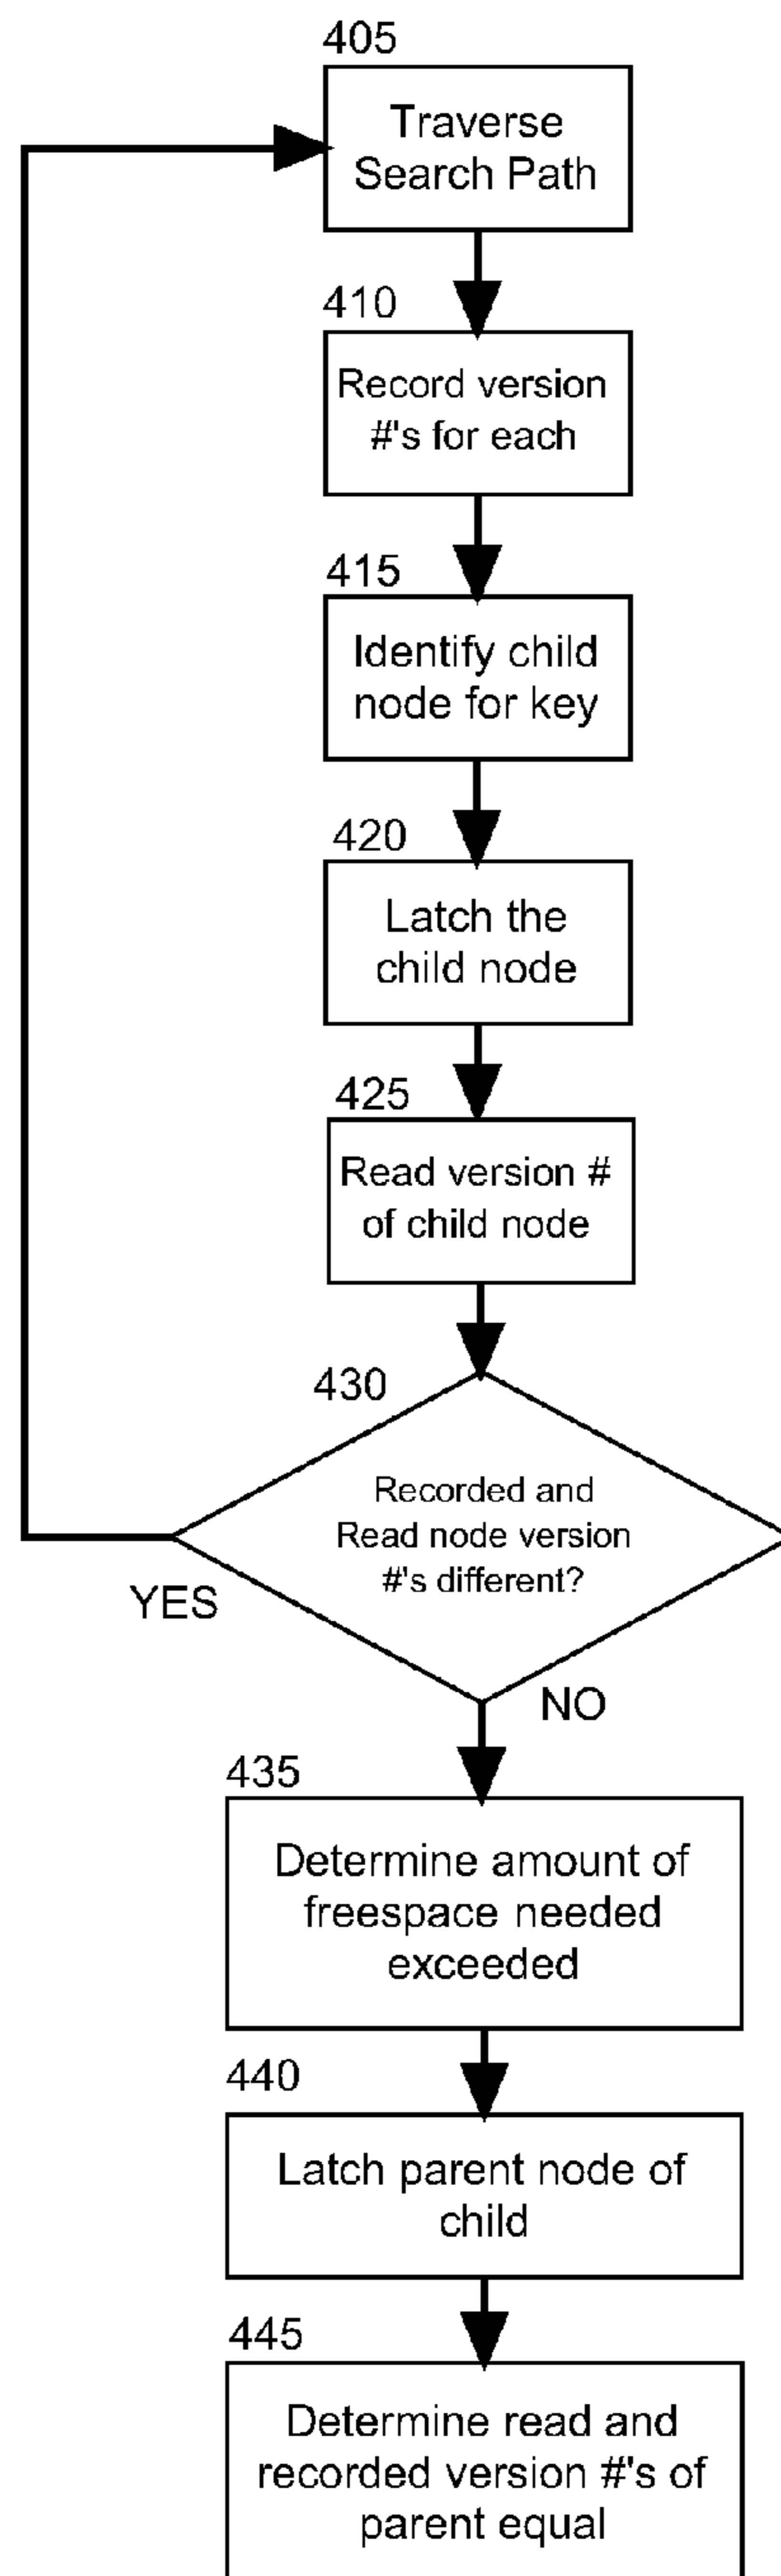 405
Traverse
Search Path
410
Record version
#'s for each
415
Identify child
node for key
420
Latch the
child node
425
Read version #
of child node
430
Recorded and
Read node version
#'s different?
YES
NO
435
Determine amount of
freespace needed
exceeded
440
Latch parent node of
child
445
Determine read and
recorded version #'s of
parent equal